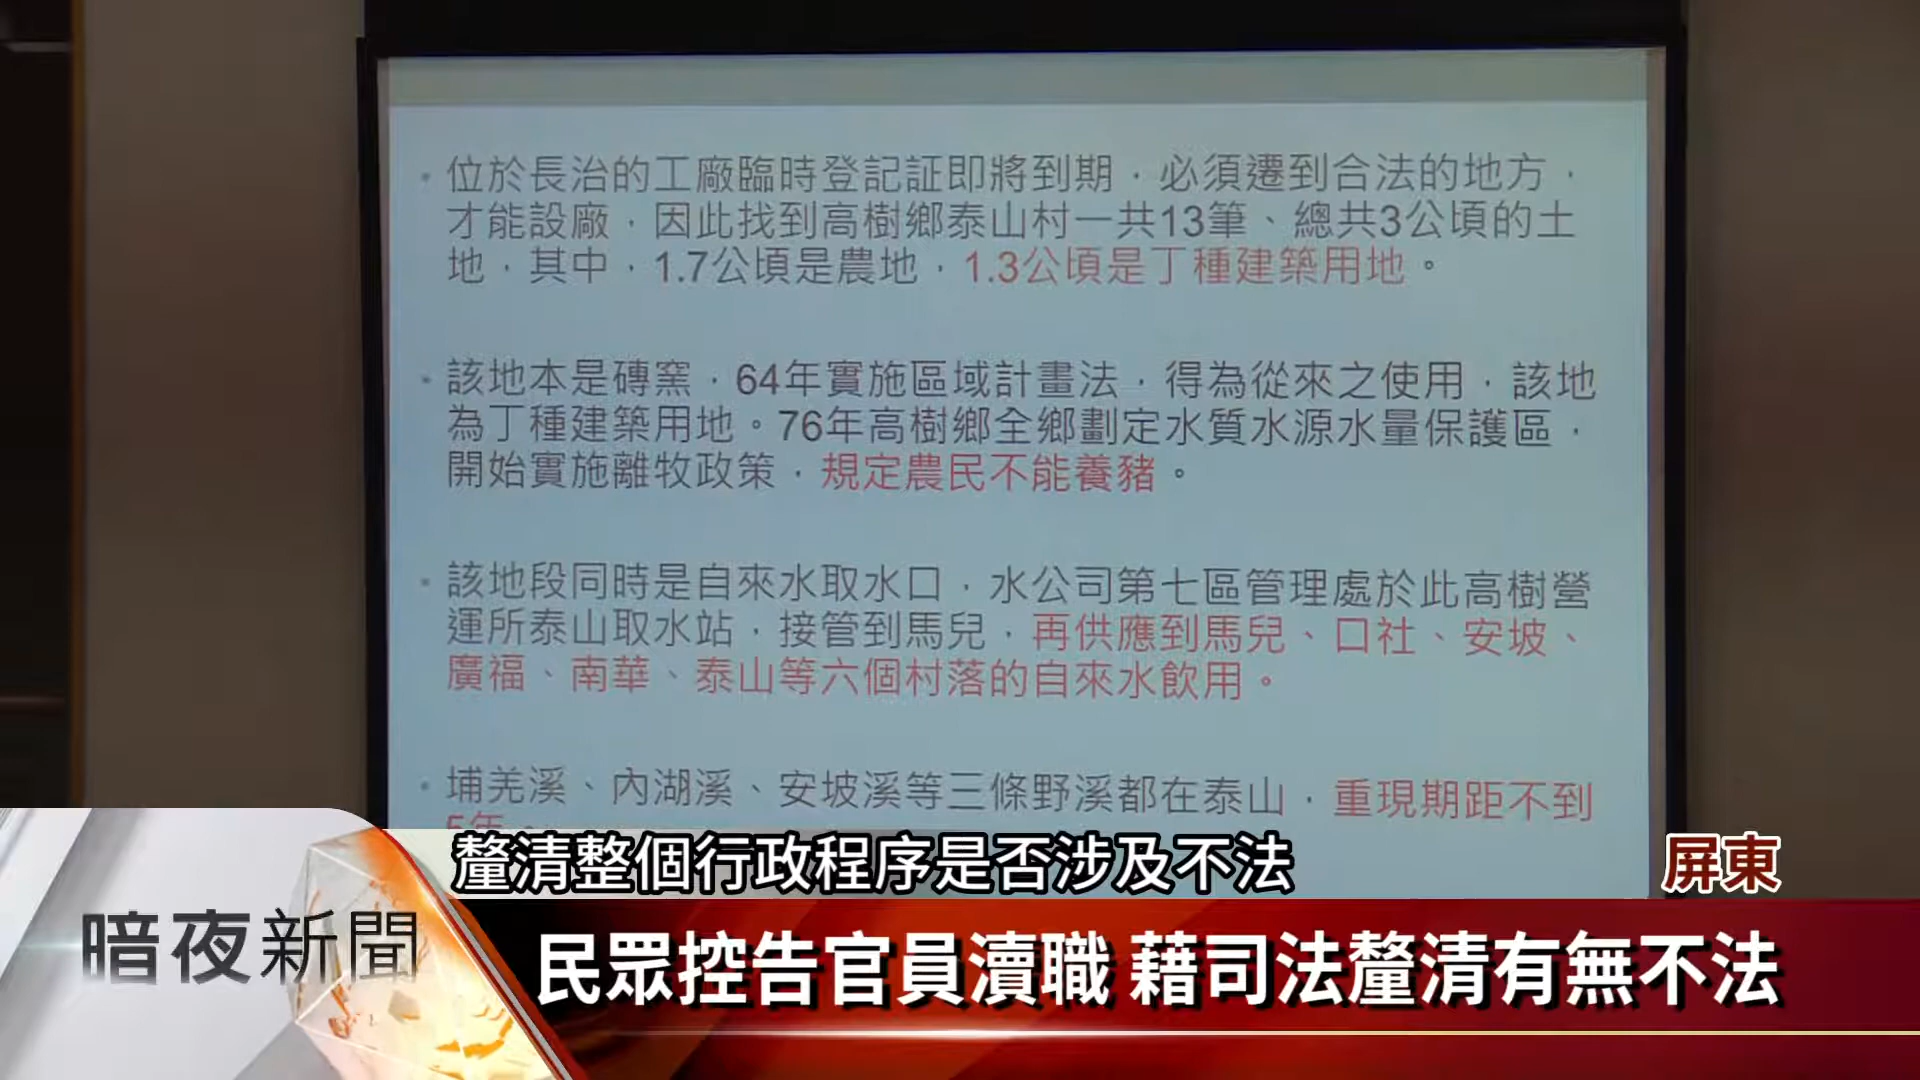 • 位於長治的工廠臨時登記証即將到期，必須遷到合法的地方，
才能設廠，因此找到高樹鄉泰山村一共13筆、總共3公頃的土
地，其中，1.7公頃是農地，1.3公頃是丁種建築用地。
• 該地本是磚窯，64年實施區域計畫法，得為從來之使用，該地
為丁種建築用地。76年高樹鄉全鄉劃定水質水源水量保護區，
開始實施離牧政策，規定農民不能養豬。
• 該地段同時是自來水取水口，水公司第七區管理處於此高樹營
運所泰山取水站，接管到馬兒，再供應到馬兒、口社、安坡、
廣福、南華、泰山等六個村落的自來水飲用。
• 埔羌溪、內湖溪、安坡溪等三條野溪都在泰山，重現期距不到
5年
釐清整個行政程序是否涉及不法
屏東
暗夜新聞
民眾控告官員瀆職 藉司法釐清有無不法